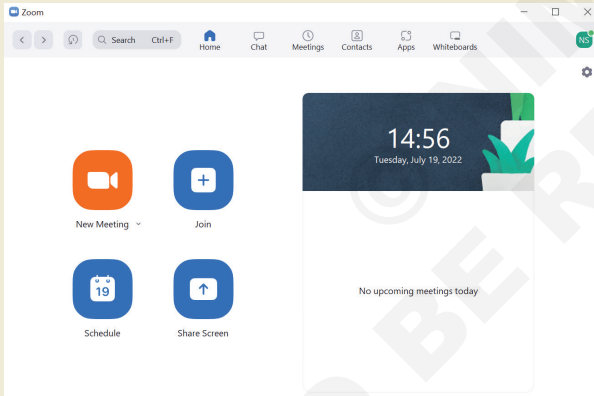 Zoom
Search Ctrl+F
Home
Chat
Meetings
Contacts
Apps
Whiteboards
NS
14:56
Tuesday, July 19, 2022
New Meeting
Join
19
Schedule
Share Screen
No upcoming meetings today
©
BE